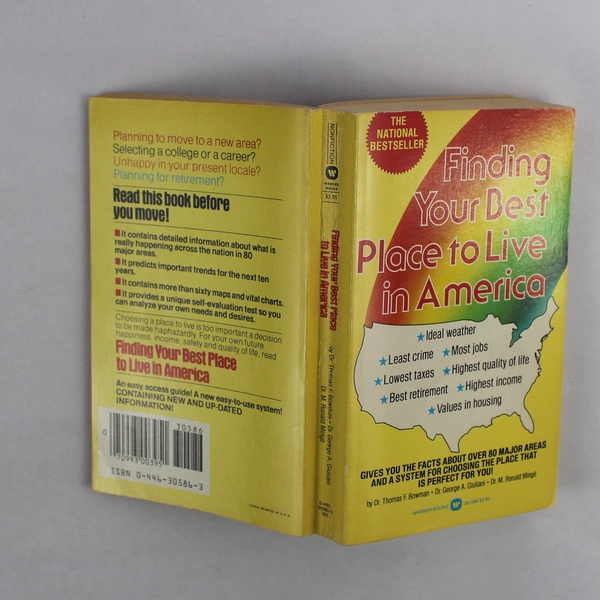 Planning to move to a new area?
Selecting a college or a career?
Unhappy in your present locale?
Planning for retirement?
Read this book before
you move!
It contains detailed information about what is
really happening across the nation in 80
major areas.
It predicts important trends for the next ten
years.
It contains more than sixty maps and vital charts.
It provides a unique self-evaluation test so you
can analyze your own needs and desires.
Choosing a place to live is too important a decision
to be made haphazardly. For your own future
happiness, income, safety and quality of life, read
Finding Your Best Place
to Live in America
An easy access guide! A new easy-to-use system!
CONTAINING NEW AND UP-DATED
INFORMATION!
30586
0
70993 00395
ISBN 0-446-30586-3
NONFICTION
WARNER
BOOKS
$3.95
Finding Your Best Place
to Live in America
by Dr. Thomas F. Bowman • Dr. George A. Giuliani
Dr. M. Ronald Mingé
THE
NATIONAL
BESTSELLER
Finding
Your Best
Place to Live
in America
Ideal weather
Least crime
Most jobs
Lowest taxes
Highest quality of life
Best retirement
Highest income
Values in housing
GIVES YOU THE FACTS ABOUT OVER 80 MAJOR AREAS
AND A SYSTEM FOR CHOOSING THE PLACE THAT
IS PERFECT FOR YOU!
by Dr. Thomas F. Bowman • Dr. George A. Giuliani • Dr. M. Ronald Mingé
WARNER BOOKS